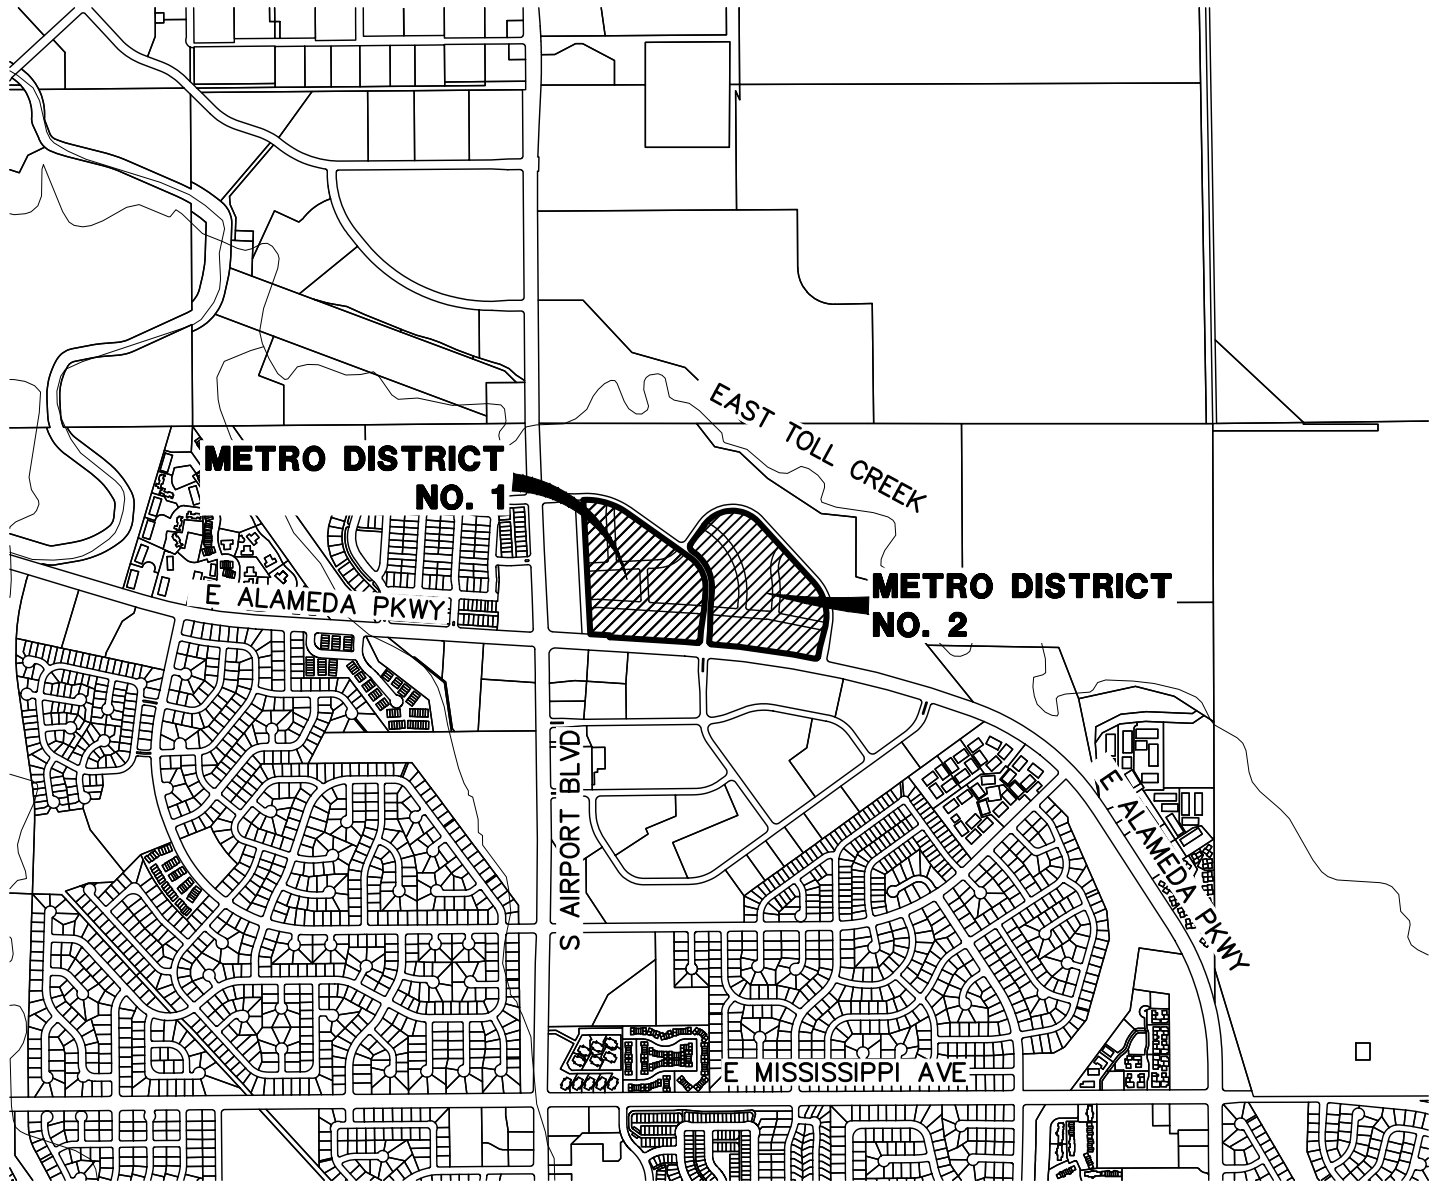 EAST TOLL CREEK
METRO DISTRICT
NO. 1
METRO DISTRICT
NO. 2
E ALAMEDA PKWY
S AIRPORT BLVD
E ALAMEDA PKWY
E MISSISSIPPI AVE